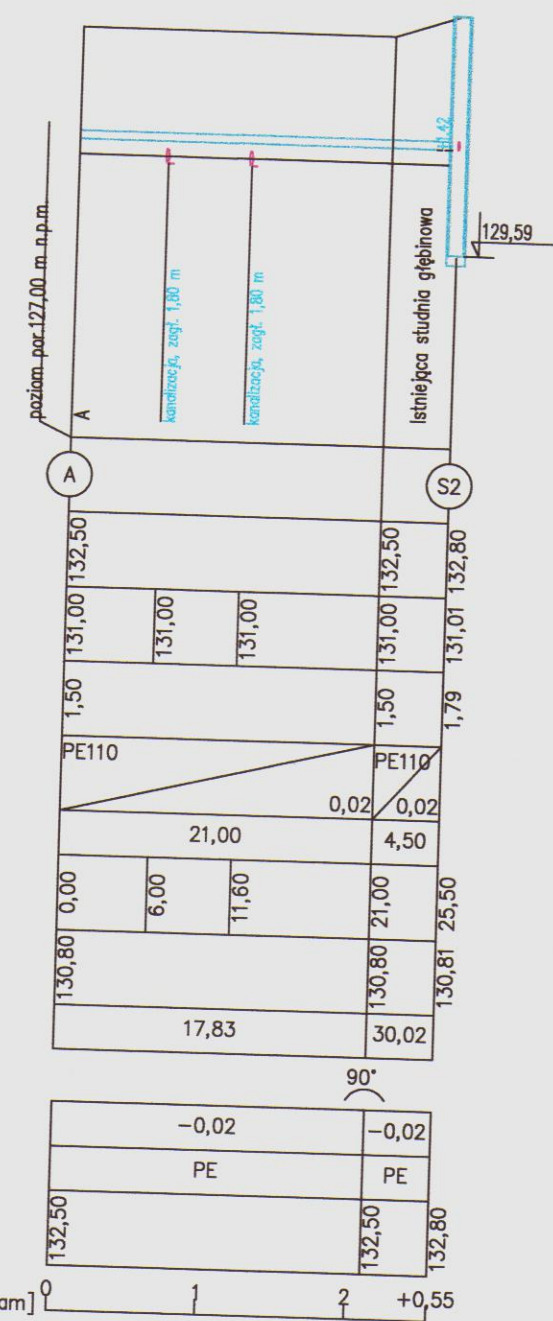 poziom por.127,00 m n.p.m.
A
kanalizacja, zagł. 1,80 m
kanalizacja, zagł. 1,80 m
Istniejąca studnia głębinowa
129,59
A
S2
132,50 132,50 132,80
131,00 131,00 131,00 131,00 131,01
1,50 1,50 1,79
PE110 PE110
0,02 0,02
21,00 4,50
0,00 6,00 11,60 21,00 25,50
130,80 130,80 130,81
17,83 30,02
90°
-0,02 -0,02
PE PE
132,50 132,50 132,80
am] 0 1 2 +0,55